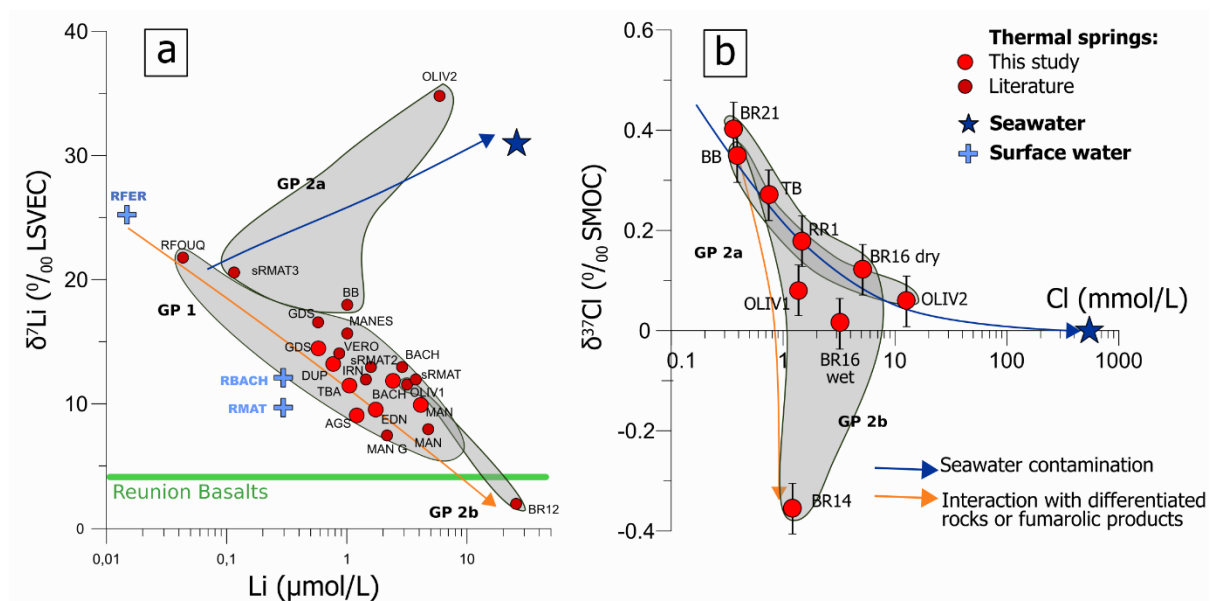 a
40
30
20
10
0
δ⁷Li (⁰/₀₀ LSVEC)
OLIV2
GP 2a
RFER
RFOUQ
sRMAT3
GP 1
BB
GDS
MANES
GDS
VERO
BACH
sRMAT2
sRMAT
DUP
IRN
TBA
BACH
OLIV1
RBACH
RMAT
AGS
EDN
MAN
MAN G
MAN
Reunion Basalts
GP 2b
BR12
0,01
0,1
1
10
Li (µmol/L)
b
0.6
0.4
0.2
0
-0.2
-0.4
δ³⁷Cl (⁰/₀₀ SMOC)
Thermal springs:
This study
Literature
Seawater
Surface water
BR21
BB
TB
RR1
GP 2a
BR16 dry
OLIV1
OLIV2
Cl (mmol/L)
0.1
1
10
100
1000
BR16
wet
GP 2b
BR14
Seawater contamination
Interaction with differentiated
rocks or fumarolic products